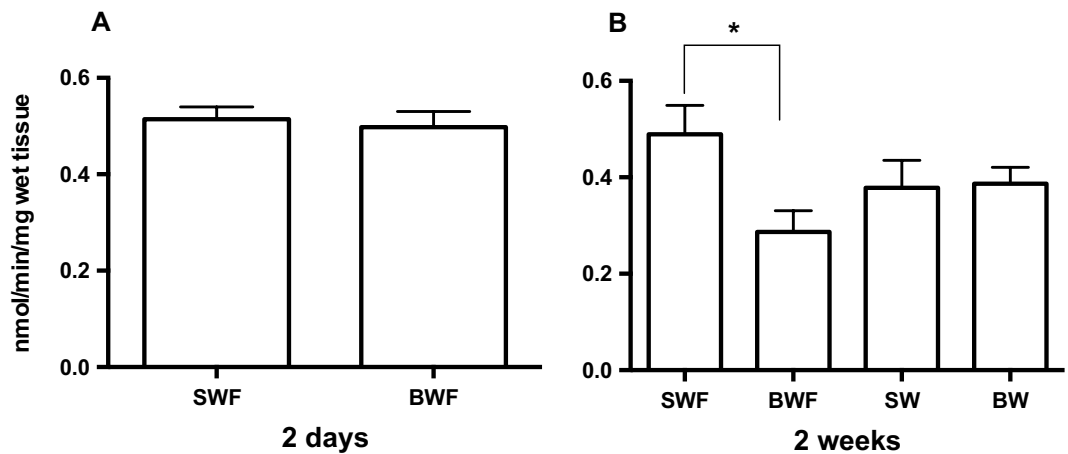 A
nmol/min/mg wet tissue
0.6
0.4
0.2
0.0
SWF BWF
2 days
B
*
0.6
0.4
0.2
0.0
SWF BWF SW BW
2 weeks